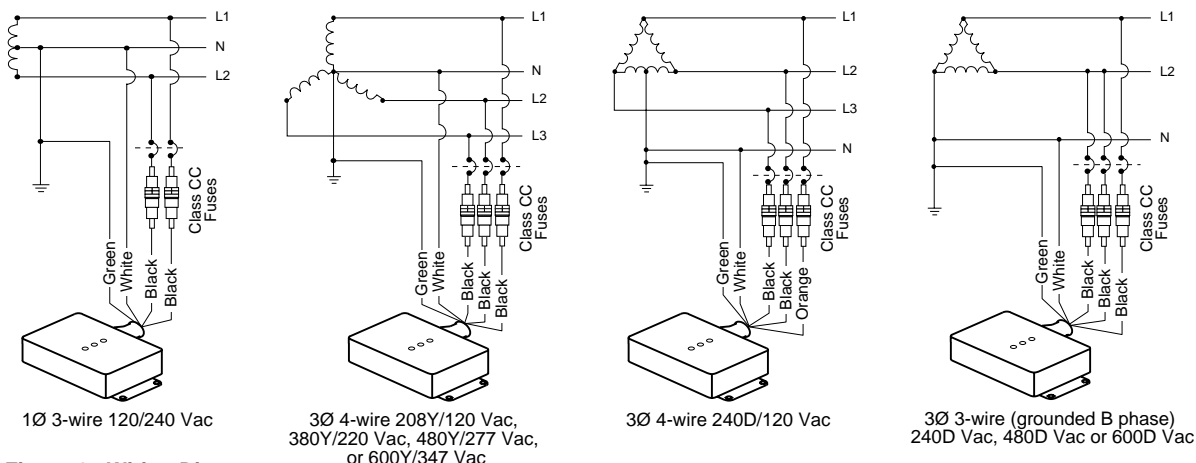 L1
N
L2
Class CC
Fuses
Green
White
Black
Black
1Ø 3-wire 120/240 Vac
L1
N
L2
L3
Class CC
Fuses
Green
White
Black
Black
Black
3Ø 4-wire 208Y/120 Vac,
380Y/220 Vac, 480Y/277 Vac,
or 600Y/347 Vac
L1
L2
L3
N
Class CC
Fuses
Green
White
Black
Black
Orange
3Ø 4-wire 240D/120 Vac
L1
L2
N
Class CC
Fuses
Green
White
Black
Black
Black
3Ø 3-wire (grounded B phase)
240D Vac, 480D Vac or 600D Vac